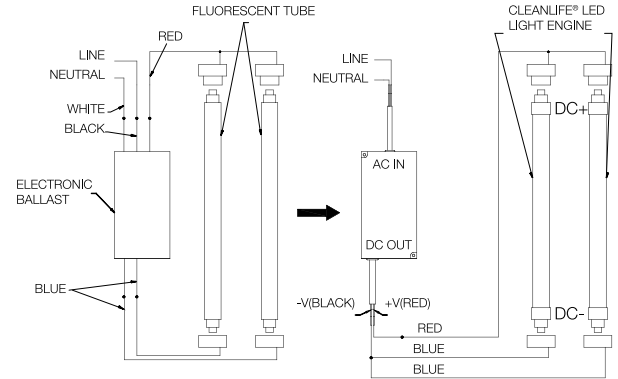 FLUORESCENT TUBE
RED
LINE
NEUTRAL
WHITE
BLACK
ELECTRONIC
BALLAST
BLUE
CLEANLIFE® LED
LIGHT ENGINE
LINE
NEUTRAL
DC+
AC IN
DC OUT
-V(BLACK)
+V(RED)
DC-
RED
BLUE
BLUE